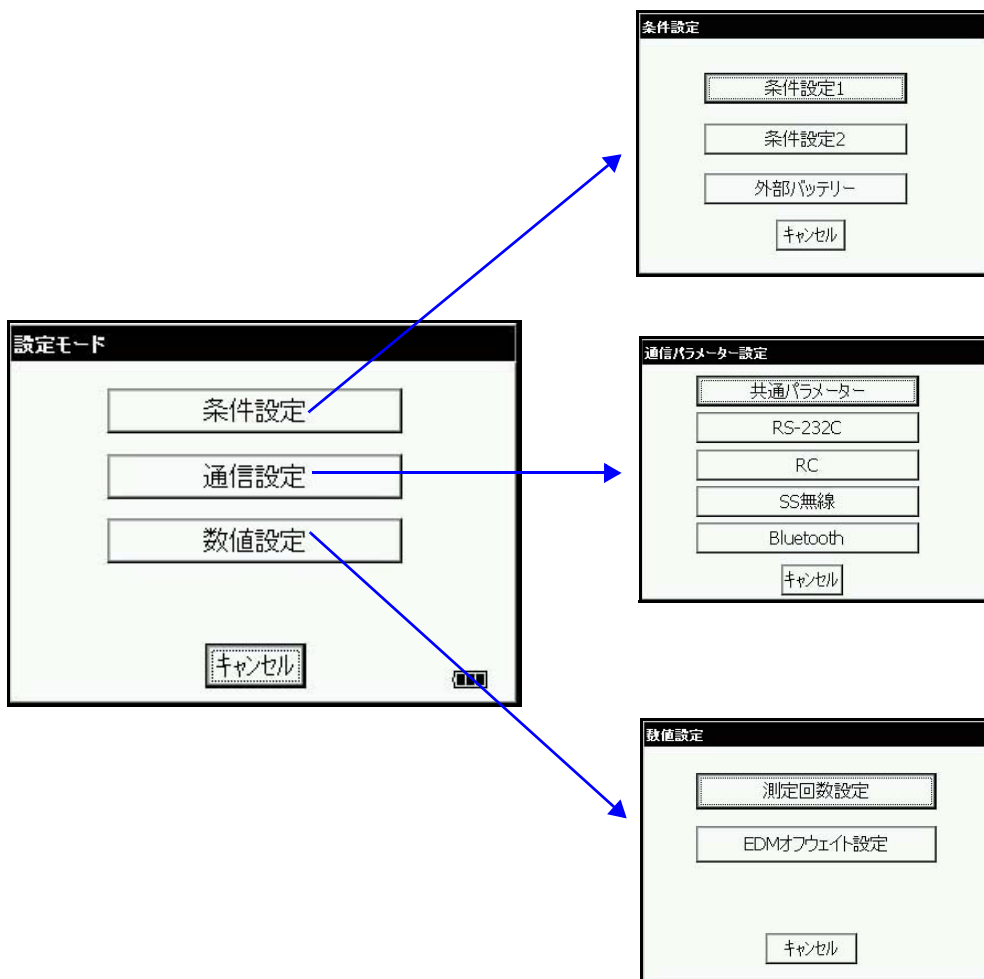 設定モード
条件設定
通信設定
数値設定
キャンセル
条件設定
条件設定1
条件設定2
外部バッテリー
キャンセル
通信パラメーター設定
共通パラメーター
RS-232C
RC
SS無線
Bluetooth
キャンセル
数値設定
測定回数設定
EDMオフウェイト設定
キャンセル